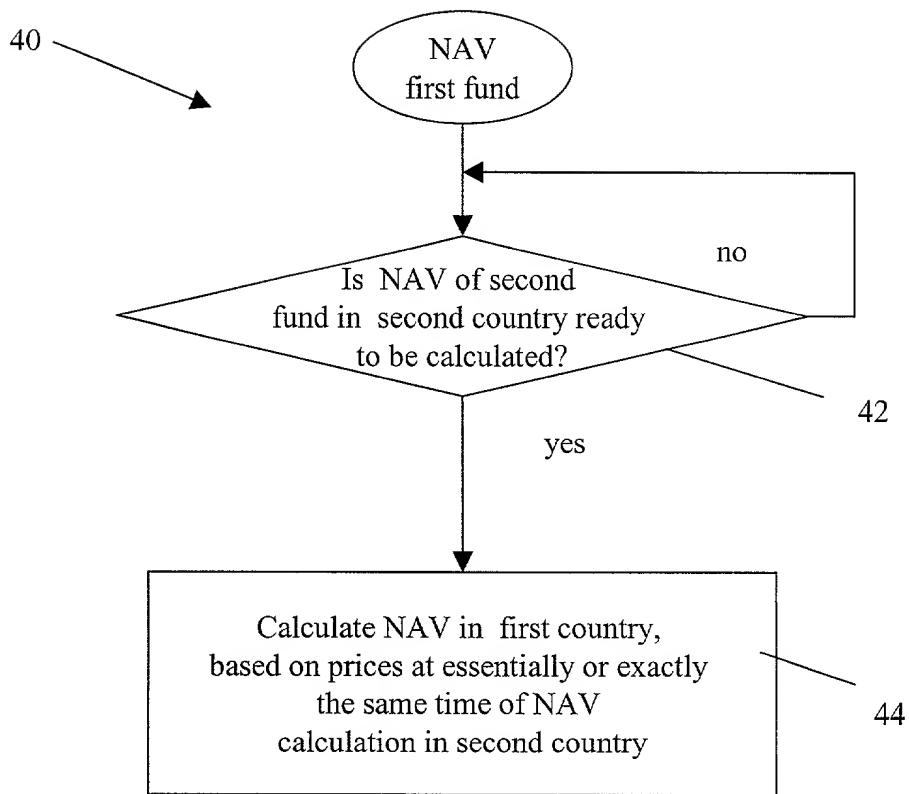 40
NAV
first fund
no
Is NAV of second
fund in second country ready
to be calculated?
42
yes
Calculate NAV in first country,
based on prices at essentially or exactly
the same time of NAV
calculation in second country
44